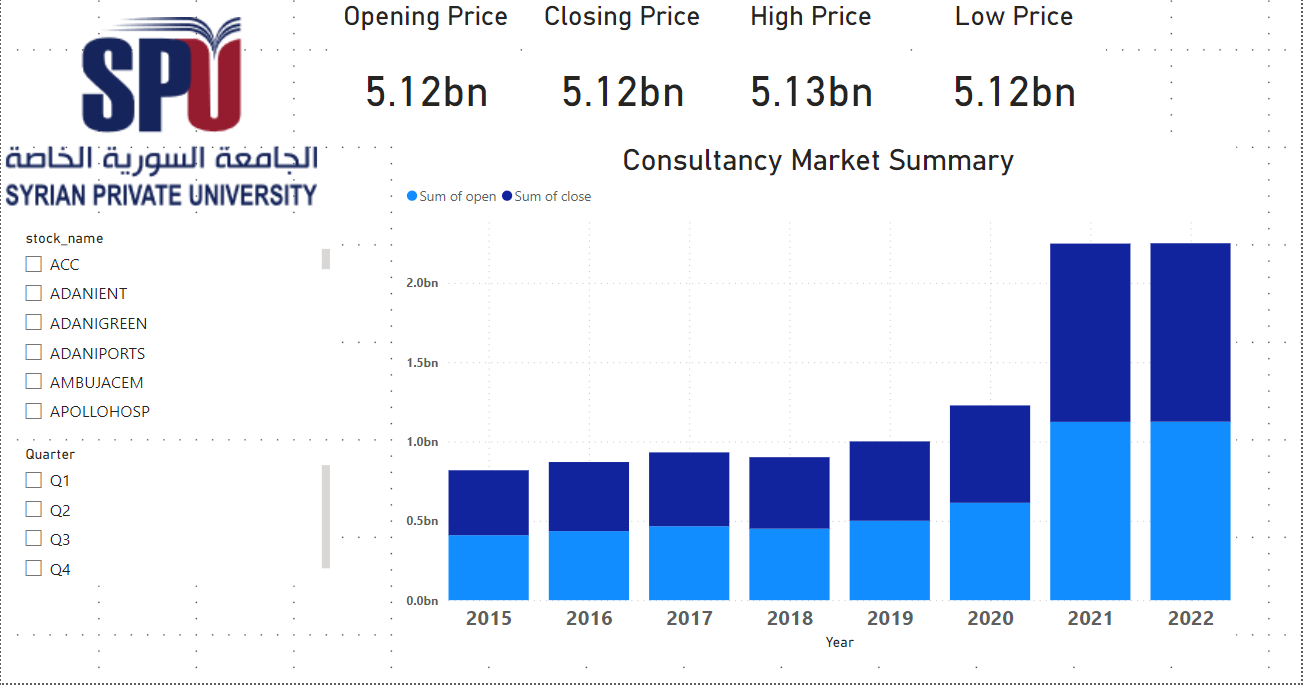 SPU
الجامعة السورية الخاصة
SYRIAN PRIVATE UNIVERSITY
Opening Price
Closing Price
High Price
Low Price
5.12bn
5.12bn
5.13bn
5.12bn
Consultancy Market Summary
Sum of open
Sum of close
stock_name
ACC
ADANIENT
ADANIGREEN
ADANIPORTS
AMBUJACEM
APOLLOHOSP
Quarter
Q1
Q2
Q3
Q4
2.0bn
1.5bn
1.0bn
0.5bn
0.0bn
2015
2016
2017
2018
2019
2020
2021
2022
Year